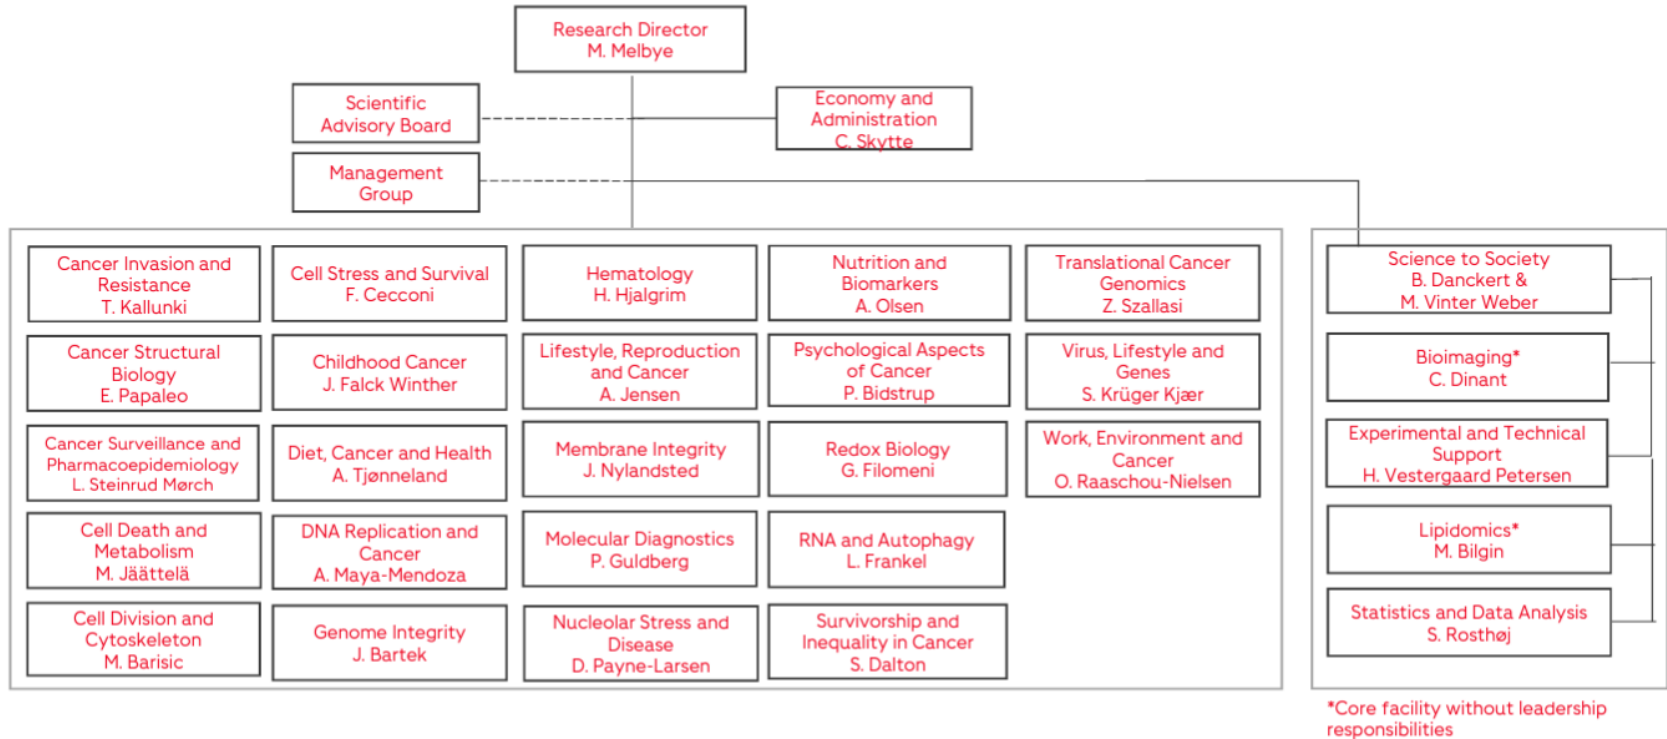 Research Director
M. Melbye
Scientific
Advisory Board
Economy and
Administration
C. Skytte
Management
Group
Cancer Invasion and
Resistance
T. Kallunki
Cell Stress and Survival
F. Cecconi
Hematology
H. Hjalgrim
Nutrition and
Biomarkers
A. Olsen
Translational Cancer
Genomics
Z. Szallasi
Cancer Structural
Biology
E. Papaleo
Childhood Cancer
J. Falck Winther
Lifestyle, Reproduction
and Cancer
A. Jensen
Psychological Aspects
of Cancer
P. Bidstrup
Virus, Lifestyle and
Genes
S. Krüger Kjær
Cancer Surveillance and
Pharmacoepidemiology
L. Steinrud Mørch
Diet, Cancer and Health
A. Tjønneland
Membrane Integrity
J. Nylandsted
Redox Biology
G. Filomeni
Work, Environment and
Cancer
O. Raaschou-Nielsen
Cell Death and
Metabolism
M. Jäättelä
DNA Replication and
Cancer
A. Maya-Mendoza
Molecular Diagnostics
P. Guldberg
RNA and Autophagy
L. Frankel
Cell Division and
Cytoskeleton
M. Barisic
Genome Integrity
J. Bartek
Nucleolar Stress and
Disease
D. Payne-Larsen
Survivorship and
Inequality in Cancer
S. Dalton
Science to Society
B. Danckert &
M. Vinter Weber
Bioimaging*
C. Dinant
Experimental and Technical
Support
H. Vestergaard Petersen
Lipidomics*
M. Bilgin
Statistics and Data Analysis
S. Rosthøj
*Core facility without leadership
responsibilities